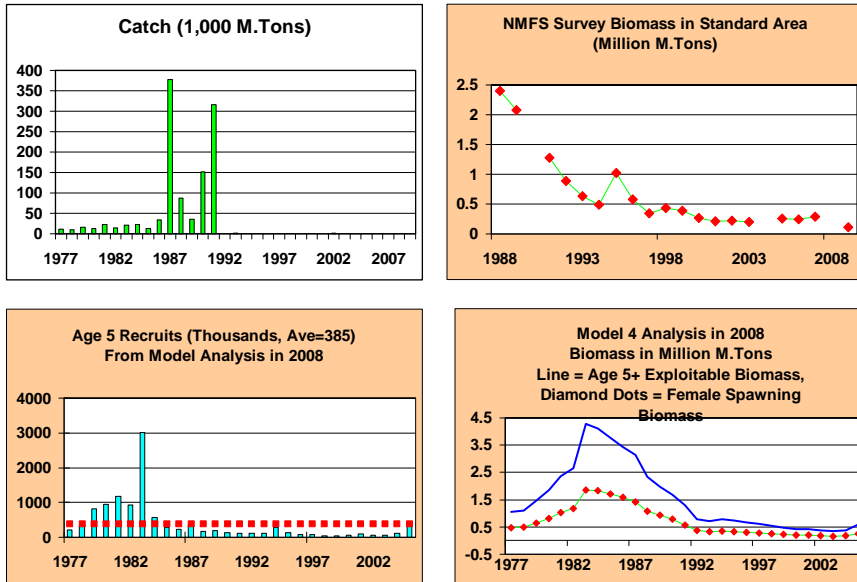 Catch (1,000 M.Tons)
400
350
300
250
200
150
100
50
0
1977 1982 1987 1992 1997 2002 2007
NMFS Survey Biomass in Standard Area
(Million M.Tons)
2.5
2
1.5
1
0.5
0
1988 1993 1998 2003 2008
Age 5 Recruits (Thousands, Ave=385)
From Model Analysis in 2008
4000
3000
2000
1000
0
1977 1982 1987 1992 1997 2002
Model 4 Analysis in 2008
Biomass in Million M.Tons
Line = Age 5+ Exploitable Biomass,
Diamond Dots = Female Spawning
Biomass
4.5
3.5
2.5
1.5
0.5
-0.5
1977 1982 1987 1992 1997 2002